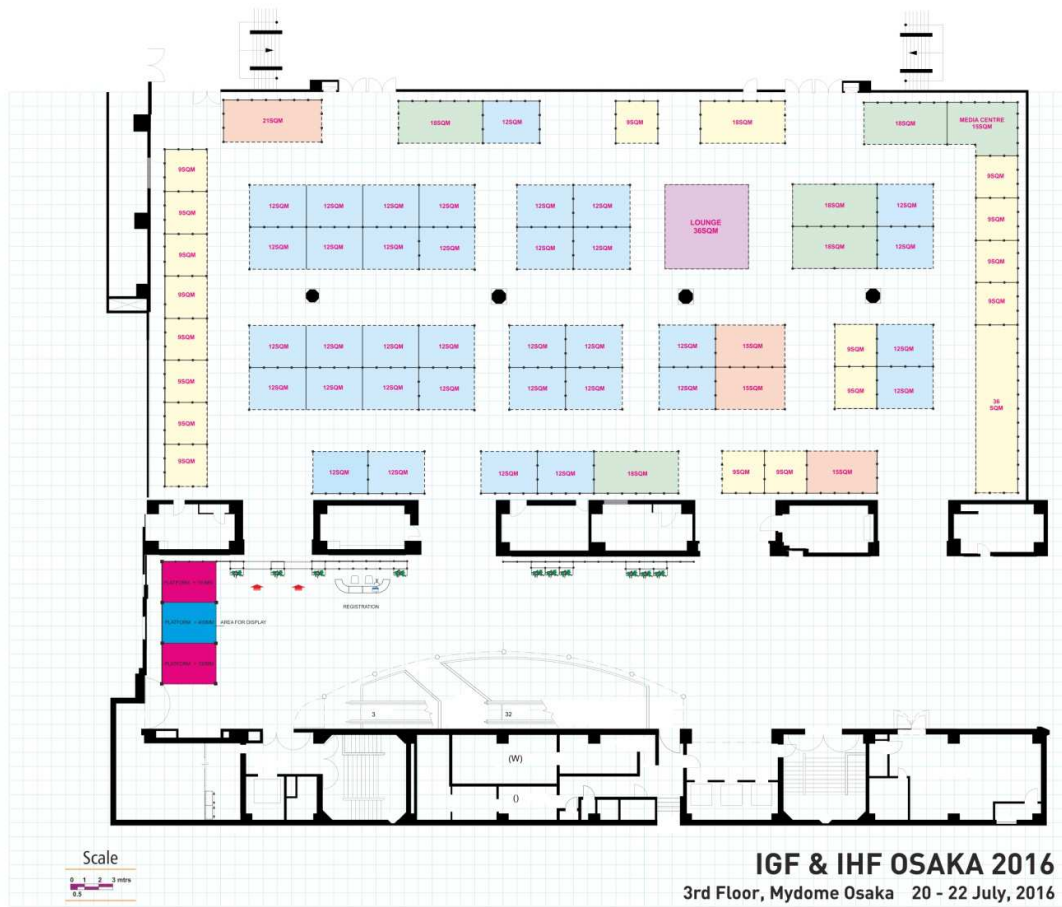 21SQM
18SQM
12SQM
9SQM
18SQM
18SQM
MEDIA CENTRE
15SQM
9SQM
9SQM
9SQM
9SQM
9SQM
9SQM
9SQM
9SQM
12SQM 12SQM 12SQM 12SQM
12SQM 12SQM 12SQM 12SQM
12SQM 12SQM
12SQM 12SQM
LOUNGE
36SQM
18SQM 12SQM
18SQM 12SQM
9SQM
9SQM
9SQM
9SQM
36
SQM
12SQM 12SQM 12SQM 12SQM
12SQM 12SQM 12SQM 12SQM
12SQM 12SQM
12SQM 12SQM
12SQM 15SQM
12SQM 15SQM
9SQM 12SQM
9SQM 12SQM
12SQM 12SQM
12SQM 12SQM 18SQM
9SQM 9SQM 15SQM
PLATFORM
PLATFORM
PLATFORM
AREA FOR DISPLAY
REGISTRATION
3
32
(W)
()
Scale
0 1 2 3 mtrs
0.5
IGF & IHF OSAKA 2016
3rd Floor, Mydome Osaka 20 - 22 July, 2016